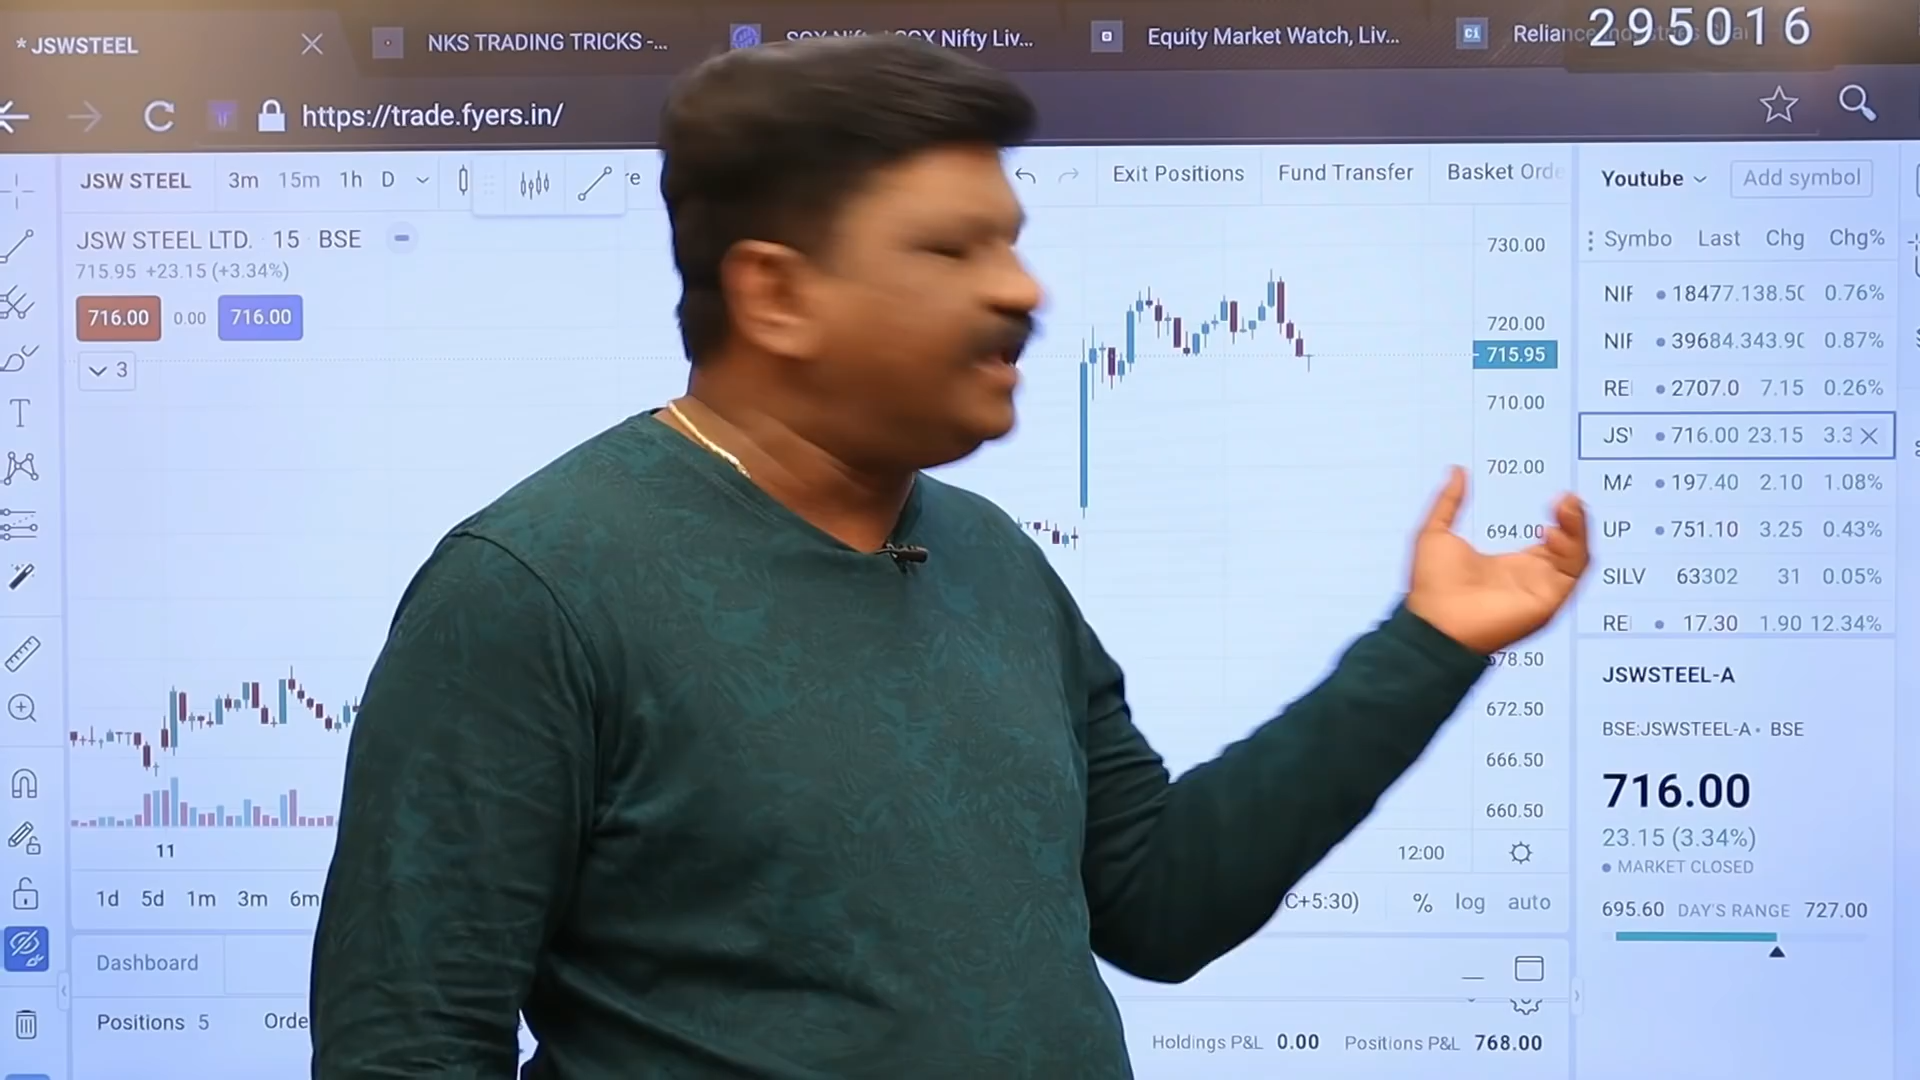 * JSWSTEEL
NKS TRADING TRICKS -...
SGX Nifty Liv...
Equity Market Watch, Liv...
295016
https://trade.fyers.in/
JSW STEEL 3m 15m 1h D
Exit Positions Fund Transfer Basket Orde
Youtube Add symbol
JSW STEEL LTD. 15 BSE
715.95 +23.15 (+3.34%)
716.00 0.00 716.00
3
730.00
720.00
715.95
710.00
702.00
694.00
678.50
672.50
666.50
660.50
Symbo Last Chg Chg%
NIF 18477.1 38.50 0.76%
NIF 39684.3 43.90 0.87%
RE 2707.0 7.15 0.26%
JS 716.00 23.15 3.3
MA 197.40 2.10 1.08%
UP 751.10 3.25 0.43%
SILV 63302 31 0.05%
RE 17.30 1.90 12.34%
JSWSTEEL-A
BSE:JSWSTEEL-A • BSE
716.00
23.15 (3.34%)
MARKET CLOSED
695.60 DAY'S RANGE 727.00
11
12:00
1d 5d 1m 3m 6m
C+5:30) % log auto
Dashboard
Positions 5 Orde
Holdings P&L 0.00 Positions P&L 768.00